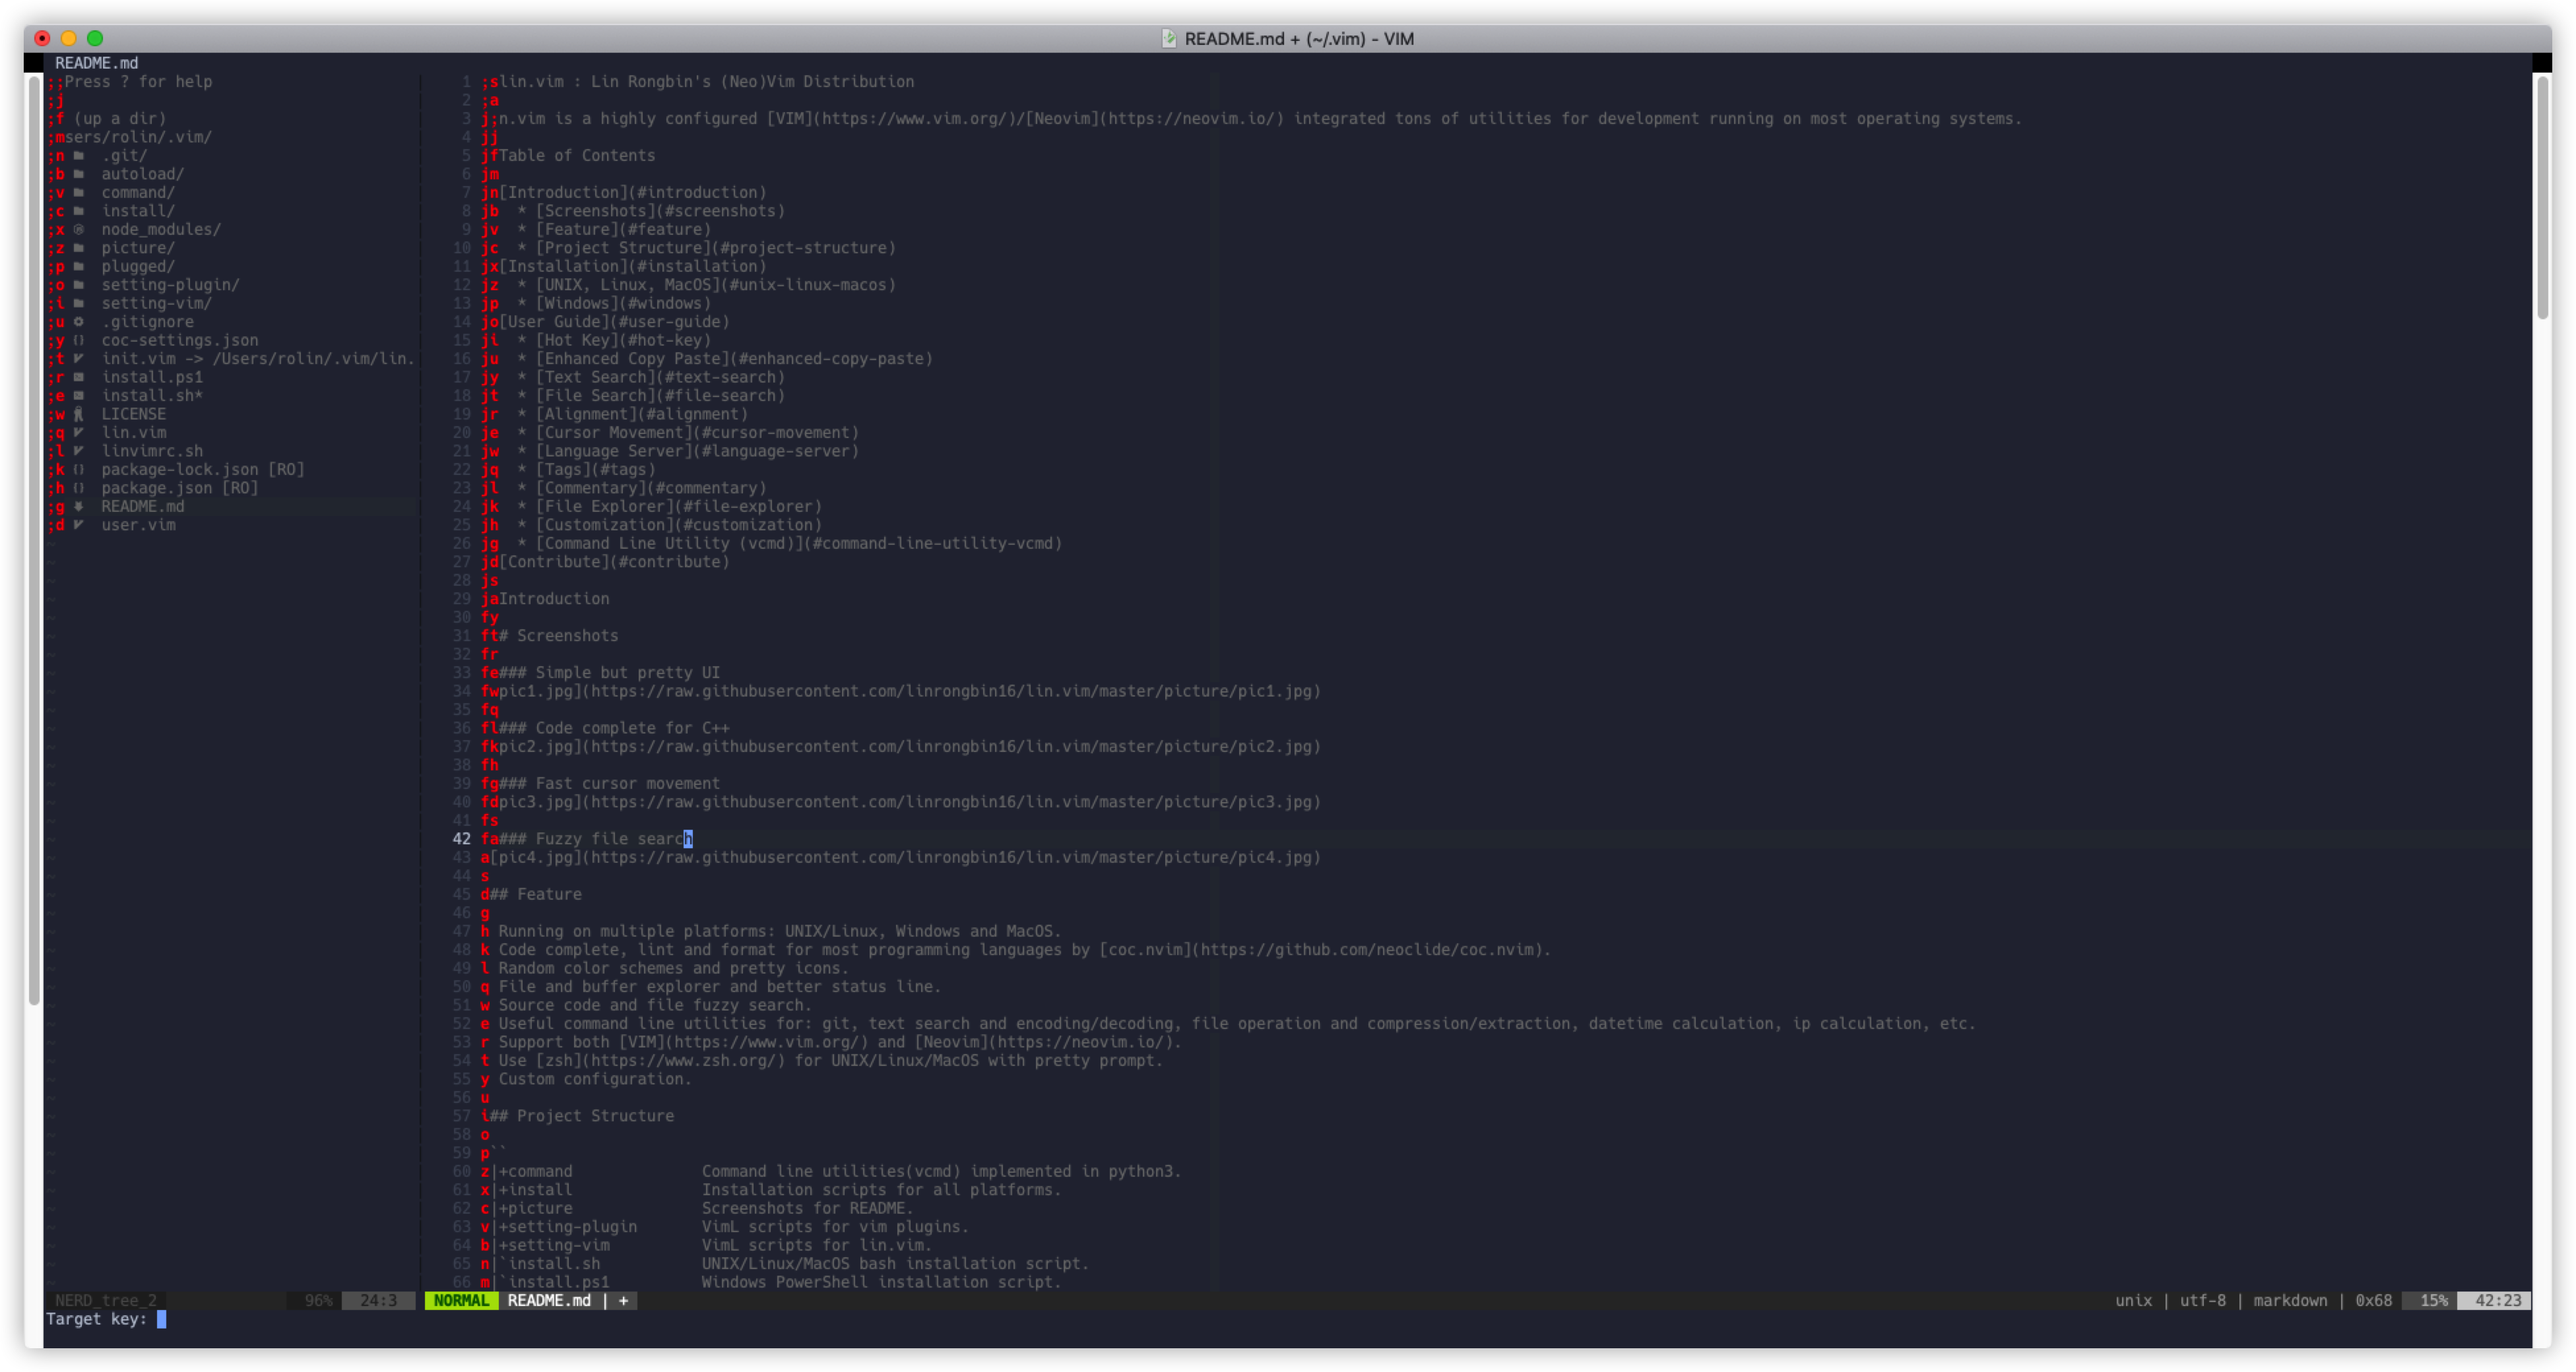 README.md + (~/.vim) - VIM
README.md
;;Press ? for help
;j
;f (up a dir)
;msers/rolin/.vim/
;n .git/
;b autoload/
;v command/
;c install/
;x node_modules/
;z picture/
;p plugged/
;o setting-plugin/
;i setting-vim/
;u .gitignore
;y {} coc-settings.json
;t init.vim -> /Users/rolin/.vim/lin.
;r install.ps1
;e install.sh*
;w LICENSE
;q lin.vim
;l linvimrc.sh
;k {} package-lock.json [RO]
;h {} package.json [RO]
;g README.md
;d user.vim
1 ;slin.vim : Lin Rongbin's (Neo)Vim Distribution
2 ;a
3 j;n.vim is a highly configured [VIM](https://www.vim.org/)/[Neovim](https://neovim.io/) integrated tons of utilities for development running on most operating systems.
4 jj
5 jfTable of Contents
6 jm
7 jn[Introduction](#introduction)
8 jb  * [Screenshots](#screenshots)
9 jv  * [Feature](#feature)
10 jc  * [Project Structure](#project-structure)
11 jx[Installation](#installation)
12 jz  * [UNIX, Linux, MacOS](#unix-linux-macos)
13 jp  * [Windows](#windows)
14 jo[User Guide](#user-guide)
15 ji  * [Hot Key](#hot-key)
16 ju  * [Enhanced Copy Paste](#enhanced-copy-paste)
17 jy  * [Text Search](#text-search)
18 jt  * [File Search](#file-search)
19 jr  * [Alignment](#alignment)
20 je  * [Cursor Movement](#cursor-movement)
21 jw  * [Language Server](#language-server)
22 jq  * [Tags](#tags)
23 jl  * [Commentary](#commentary)
24 jk  * [File Explorer](#file-explorer)
25 jh  * [Customization](#customization)
26 jg  * [Command Line Utility (vcmd)](#command-line-utility-vcmd)
27 jd[Contribute](#contribute)
28 js
29 jaIntroduction
30 fy
31 ft# Screenshots
32 fr
33 fe### Simple but pretty UI
34 fwpic1.jpg](https://raw.githubusercontent.com/linrongbin16/lin.vim/master/picture/pic1.jpg)
35 fq
36 fl### Code complete for C++
37 fkpic2.jpg](https://raw.githubusercontent.com/linrongbin16/lin.vim/master/picture/pic2.jpg)
38 fh
39 fg### Fast cursor movement
40 fdpic3.jpg](https://raw.githubusercontent.com/linrongbin16/lin.vim/master/picture/pic3.jpg)
41 fs
42 fa### Fuzzy file search
43 a[pic4.jpg](https://raw.githubusercontent.com/linrongbin16/lin.vim/master/picture/pic4.jpg)
44 s
45 d## Feature
46 g
47 h Running on multiple platforms: UNIX/Linux, Windows and MacOS.
48 k Code complete, lint and format for most programming languages by [coc.nvim](https://github.com/neoclide/coc.nvim).
49 l Random color schemes and pretty icons.
50 q File and buffer explorer and better status line.
51 w Source code and file fuzzy search.
52 e Useful command line utilities for: git, text search and encoding/decoding, file operation and compression/extraction, datetime calculation, ip calculation, etc.
53 r Support both [VIM](https://www.vim.org/) and [Neovim](https://neovim.io/).
54 t Use [zsh](https://www.zsh.org/) for UNIX/Linux/MacOS with pretty prompt.
55 y Custom configuration.
56 u
57 i## Project Structure
58 o
59 p``
60 z|+command              Command line utilities(vcmd) implemented in python3.
61 x|+install              Installation scripts for all platforms.
62 c|+picture              Screenshots for README.
63 v|+setting-plugin       VimL scripts for vim plugins.
64 b|+setting-vim          VimL scripts for lin.vim.
65 n|`install.sh           UNIX/Linux/MacOS bash installation script.
66 m|`install.ps1          Windows PowerShell installation script.
NERD_tree_2 96% 24:3 NORMAL README.md | + unix | utf-8 | markdown | 0x68 15% 42:23
Target key: